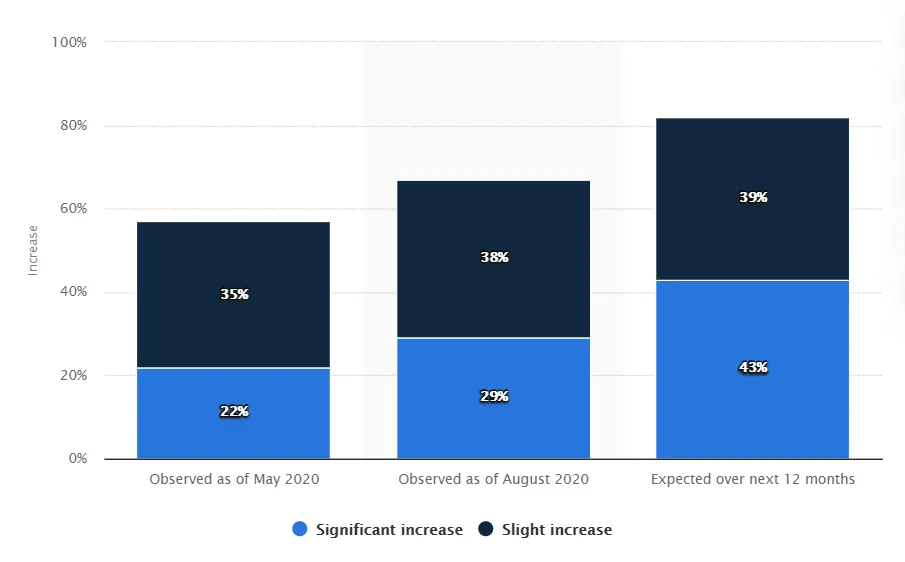 100%
80%
60%
40%
20%
0%
Increase
35%
22%
38%
29%
39%
43%
Observed as of May 2020
Observed as of August 2020
Expected over next 12 months
Significant increase
Slight increase